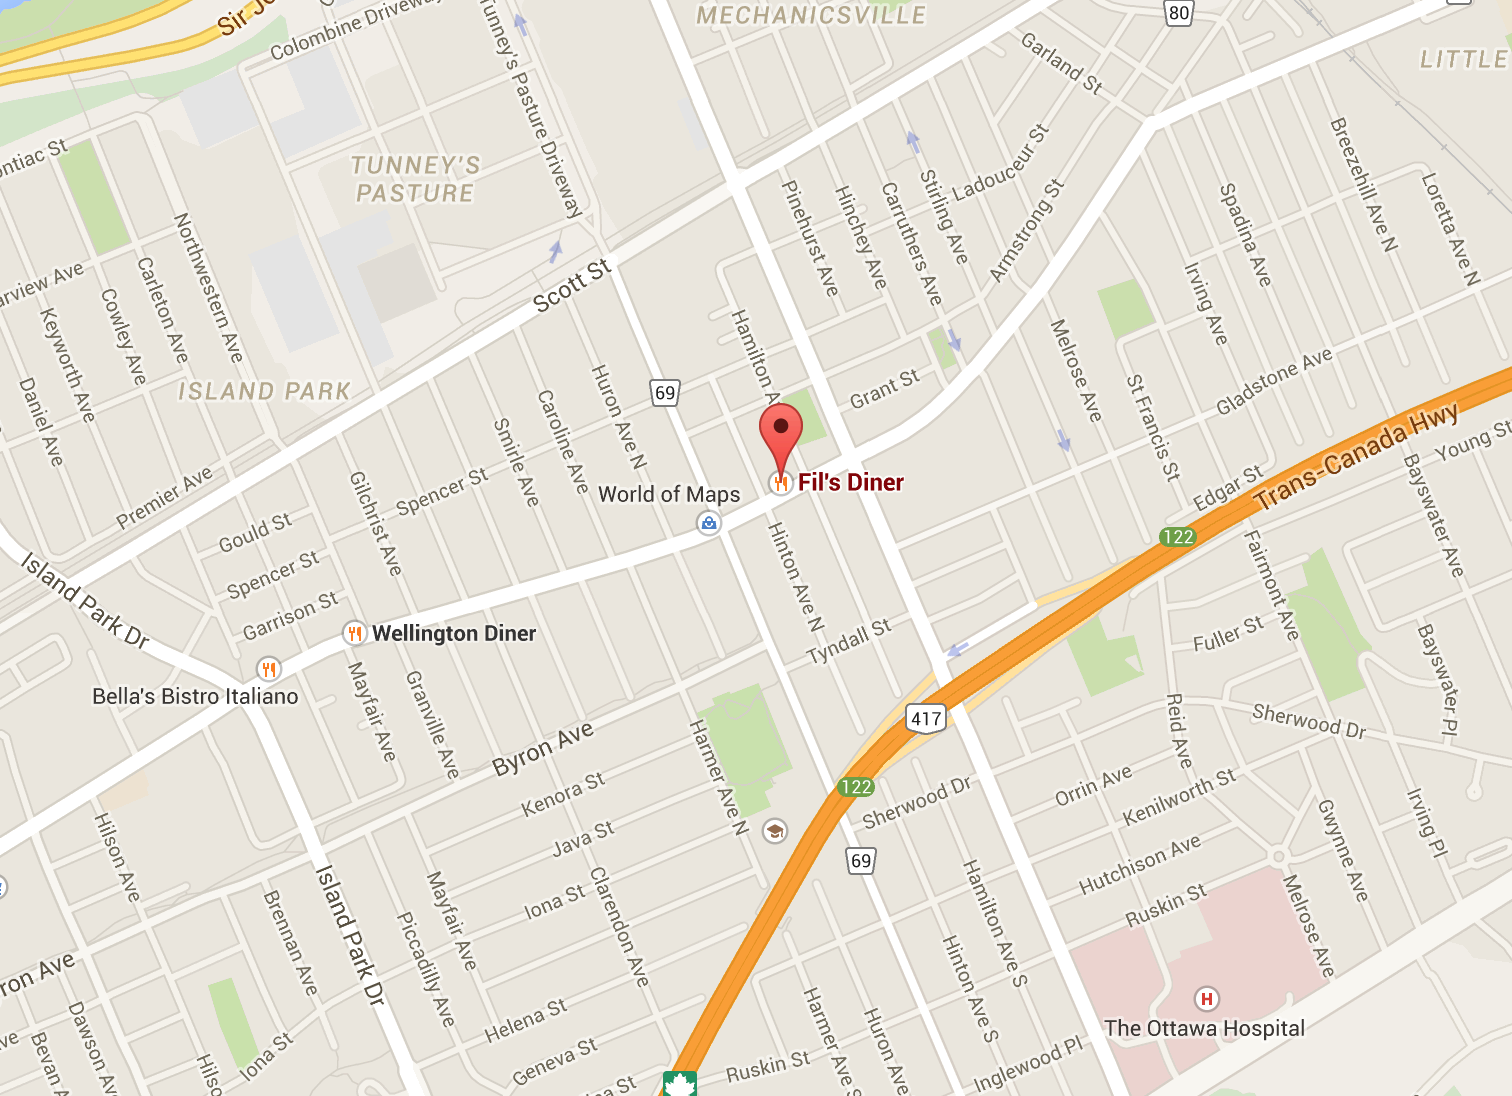 MECHANICSVILLE
80
LITTLE
Colombine Driveway
Tunney's Pasture Driveway
Garland St
TUNNEY'S
PASTURE
Breezehill Ave N
Loretta Ave N
Spadina Ave
Irving Ave
Ladouceur St
Armstrong St
Stirling Ave
Carruthers Ave
Hinchey Ave
Pinehurst Ave
Northwestern Ave
Carleton Ave
Cowley Ave
Keyworth Ave
Daniel Ave
Scott St
ISLAND PARK
69
Hamilton
Grant St
Melrose Ave
St Francis St
Gladstone Ave
Huron Ave N
Caroline Ave
Smirle Ave
Trans-Canada Hwy
Young St
Edgar St
Bayswater Ave
Premier Ave
Gilchrist Ave
Spencer St
World of Maps
Fil's Diner
122
Gould St
Spencer St
Garrison St
Island Park Dr
Hinton Ave N
Tyndall St
Fairmont Ave
Fuller St
Bayswater Pl
Wellington Diner
Bella's Bistro Italiano
Mayfair Ave
Granville Ave
Byron Ave
Harmer Ave N
417
Reid Ave
Sherwood Dr
Kenora St
122
Sherwood Dr
Orrin Ave
Kenilworth St
Irving Pl
Gwynne Ave
Hilson Ave
Java St
69
Hutchison Ave
Island Park Dr
Mayfair Ave
Iona St
Clarendon Ave
Hamilton Ave S
Ruskin St
Melrose Ave
Brennan Ave
Piccadilly Ave
Hinton Ave S
H
The Ottawa Hospital
Dawson Ave
Bevan Ave
Iona St
Helena St
Geneva St
Harmer Ave S
Huron Ave
Ruskin St
Inglewood Pl